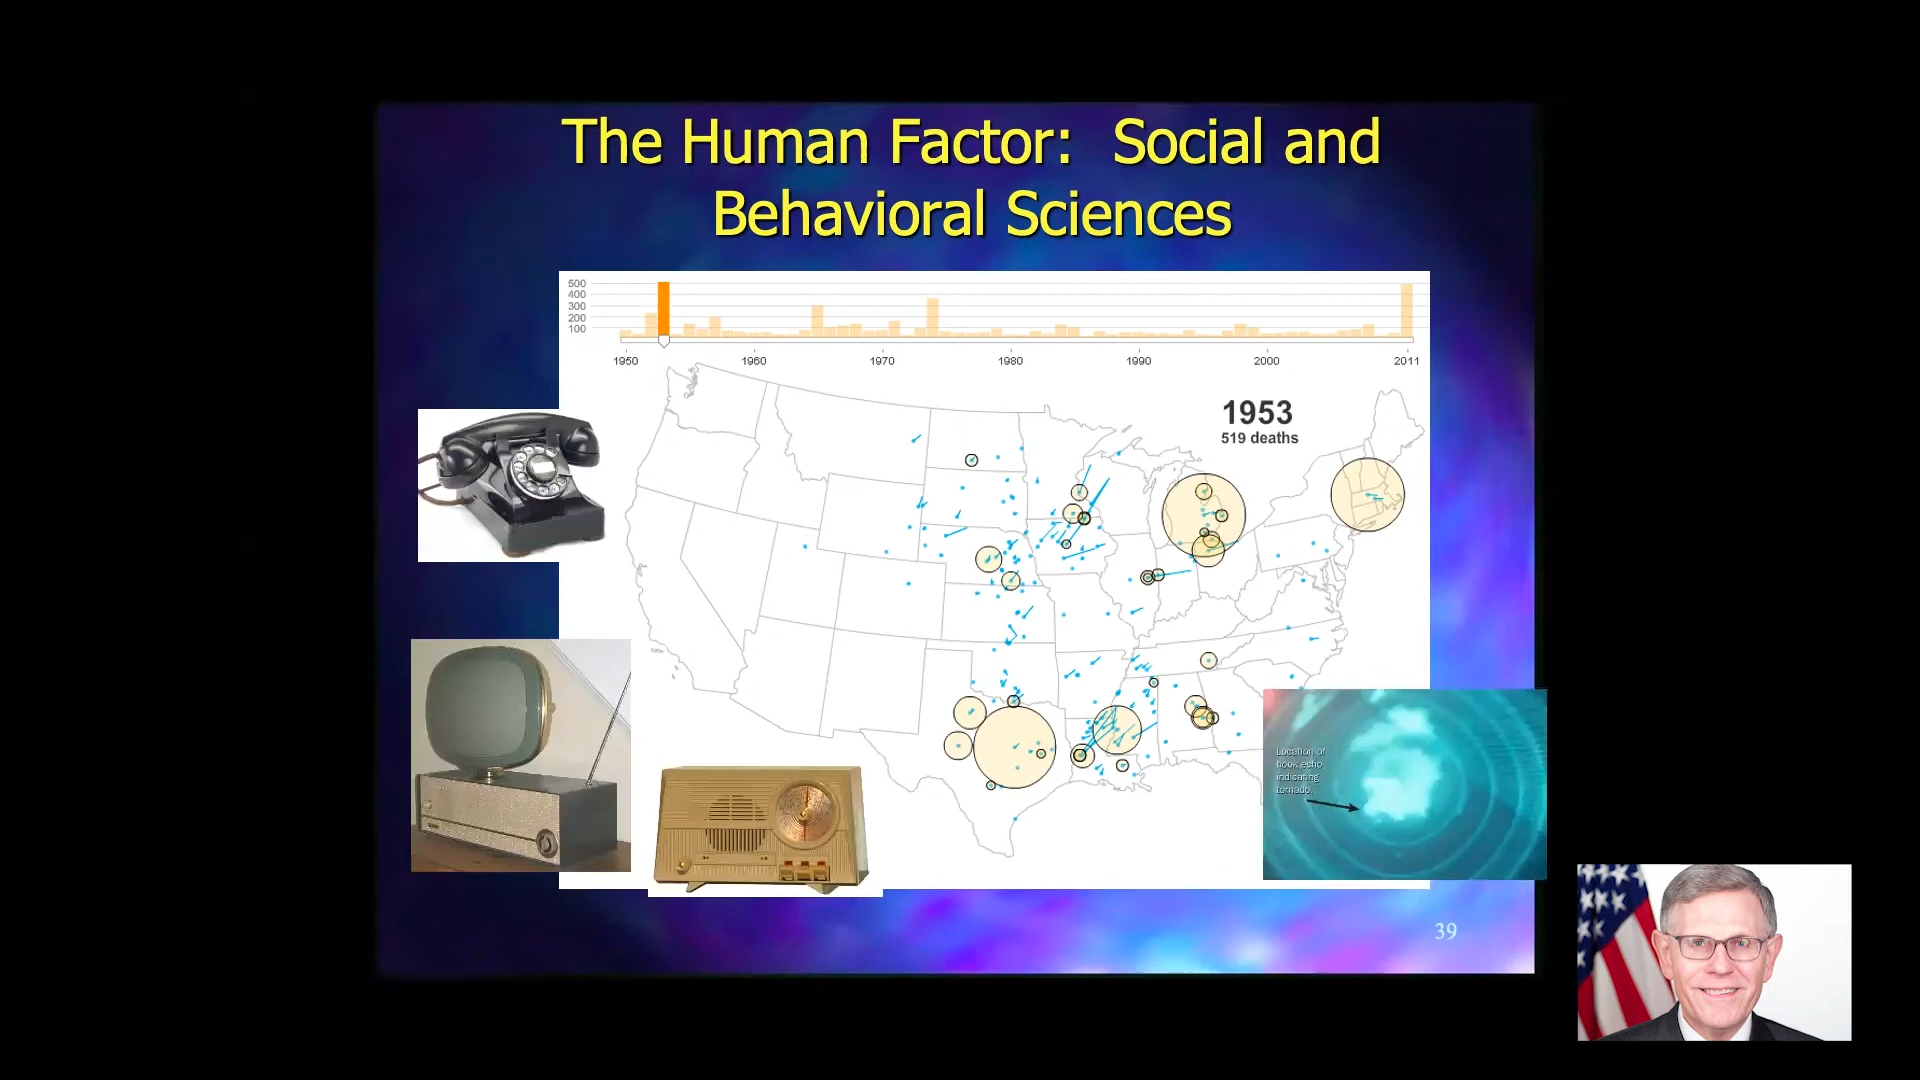 The Human Factor:  Social and
Behavioral Sciences
500
400
300
200
100
1950 1960 1970 1980 1990 2000 2011
1953
519 deaths
Location of
hook echo
indicating
tornado.
39